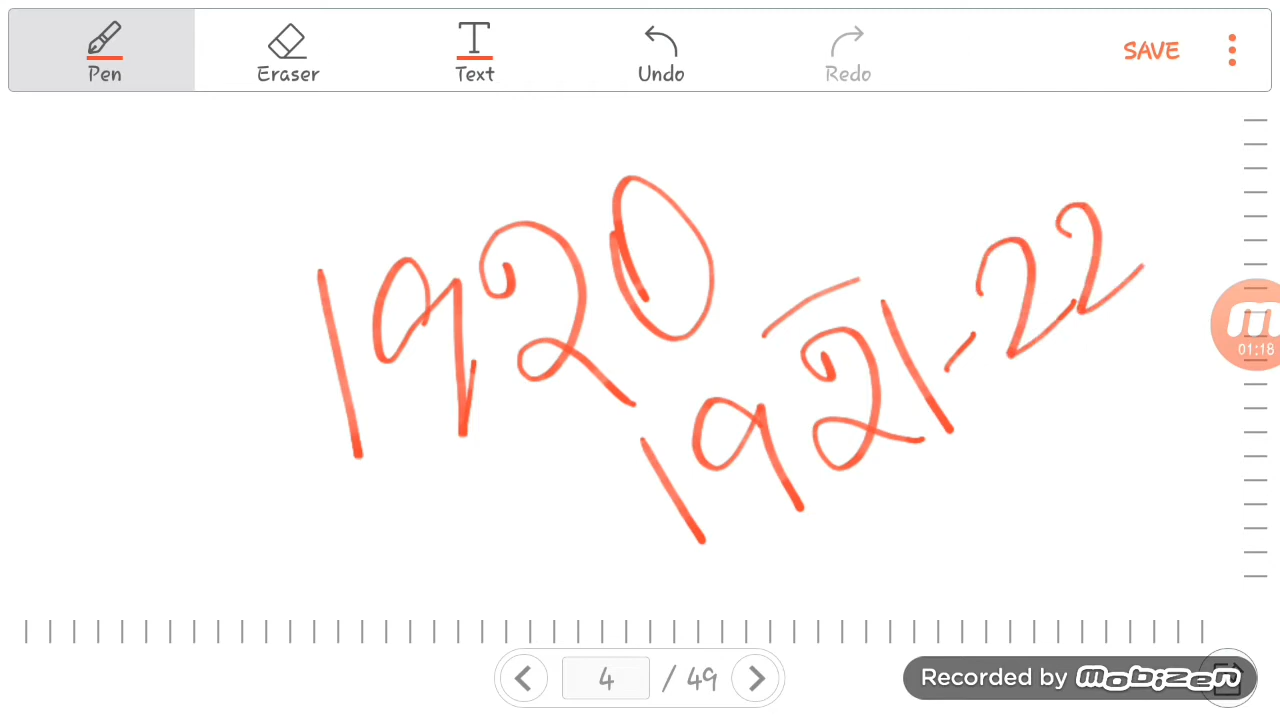 Pen Eraser Text Undo Redo SAVE
1920
1921-22
01:18
4 / 49
Recorded by mobizen